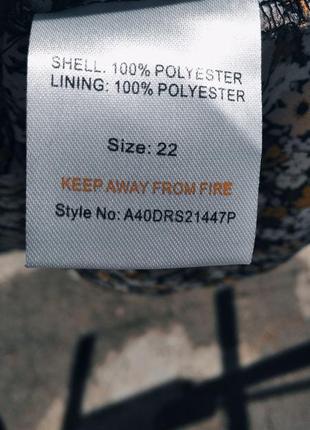 SHELL: 100% POLYESTER
LINING: 100% POLYESTER
Size: 22
KEEP AWAY FROM FIRE
Style No: A40DRS21447P